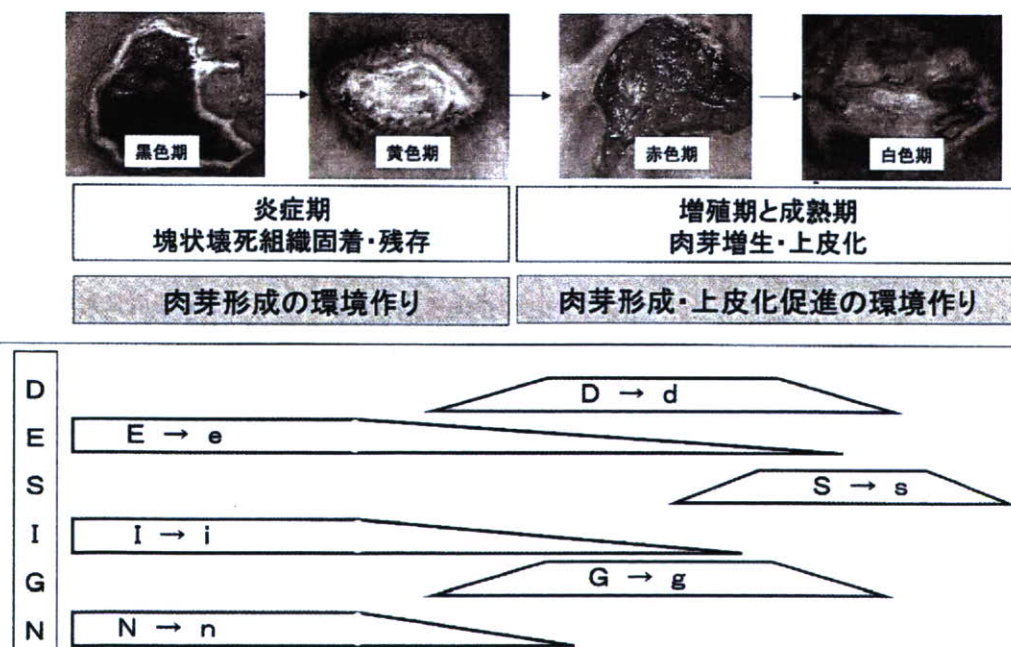 黒色期
黄色期
赤色期
白色期
炎症期
塊状壊死組織固着・残存
増殖期と成熟期
肉芽増生・上皮化
肉芽形成の環境作り
肉芽形成・上皮化促進の環境作り
D
D → d
E
E → e
S
S → s
I
I → i
G
G → g
N
N → n